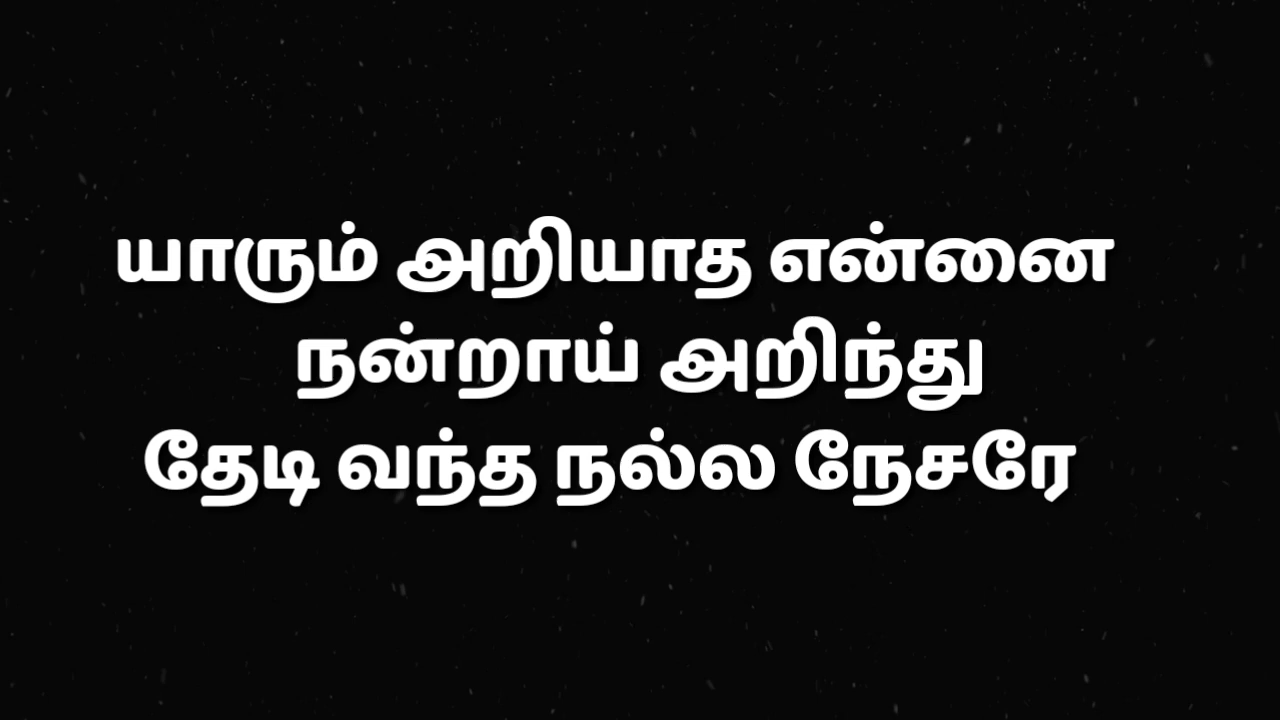 யாரும் அறியாத என்னை
நன்றாய் அறிந்து
தேடி வந்த நல்ல நேசரே